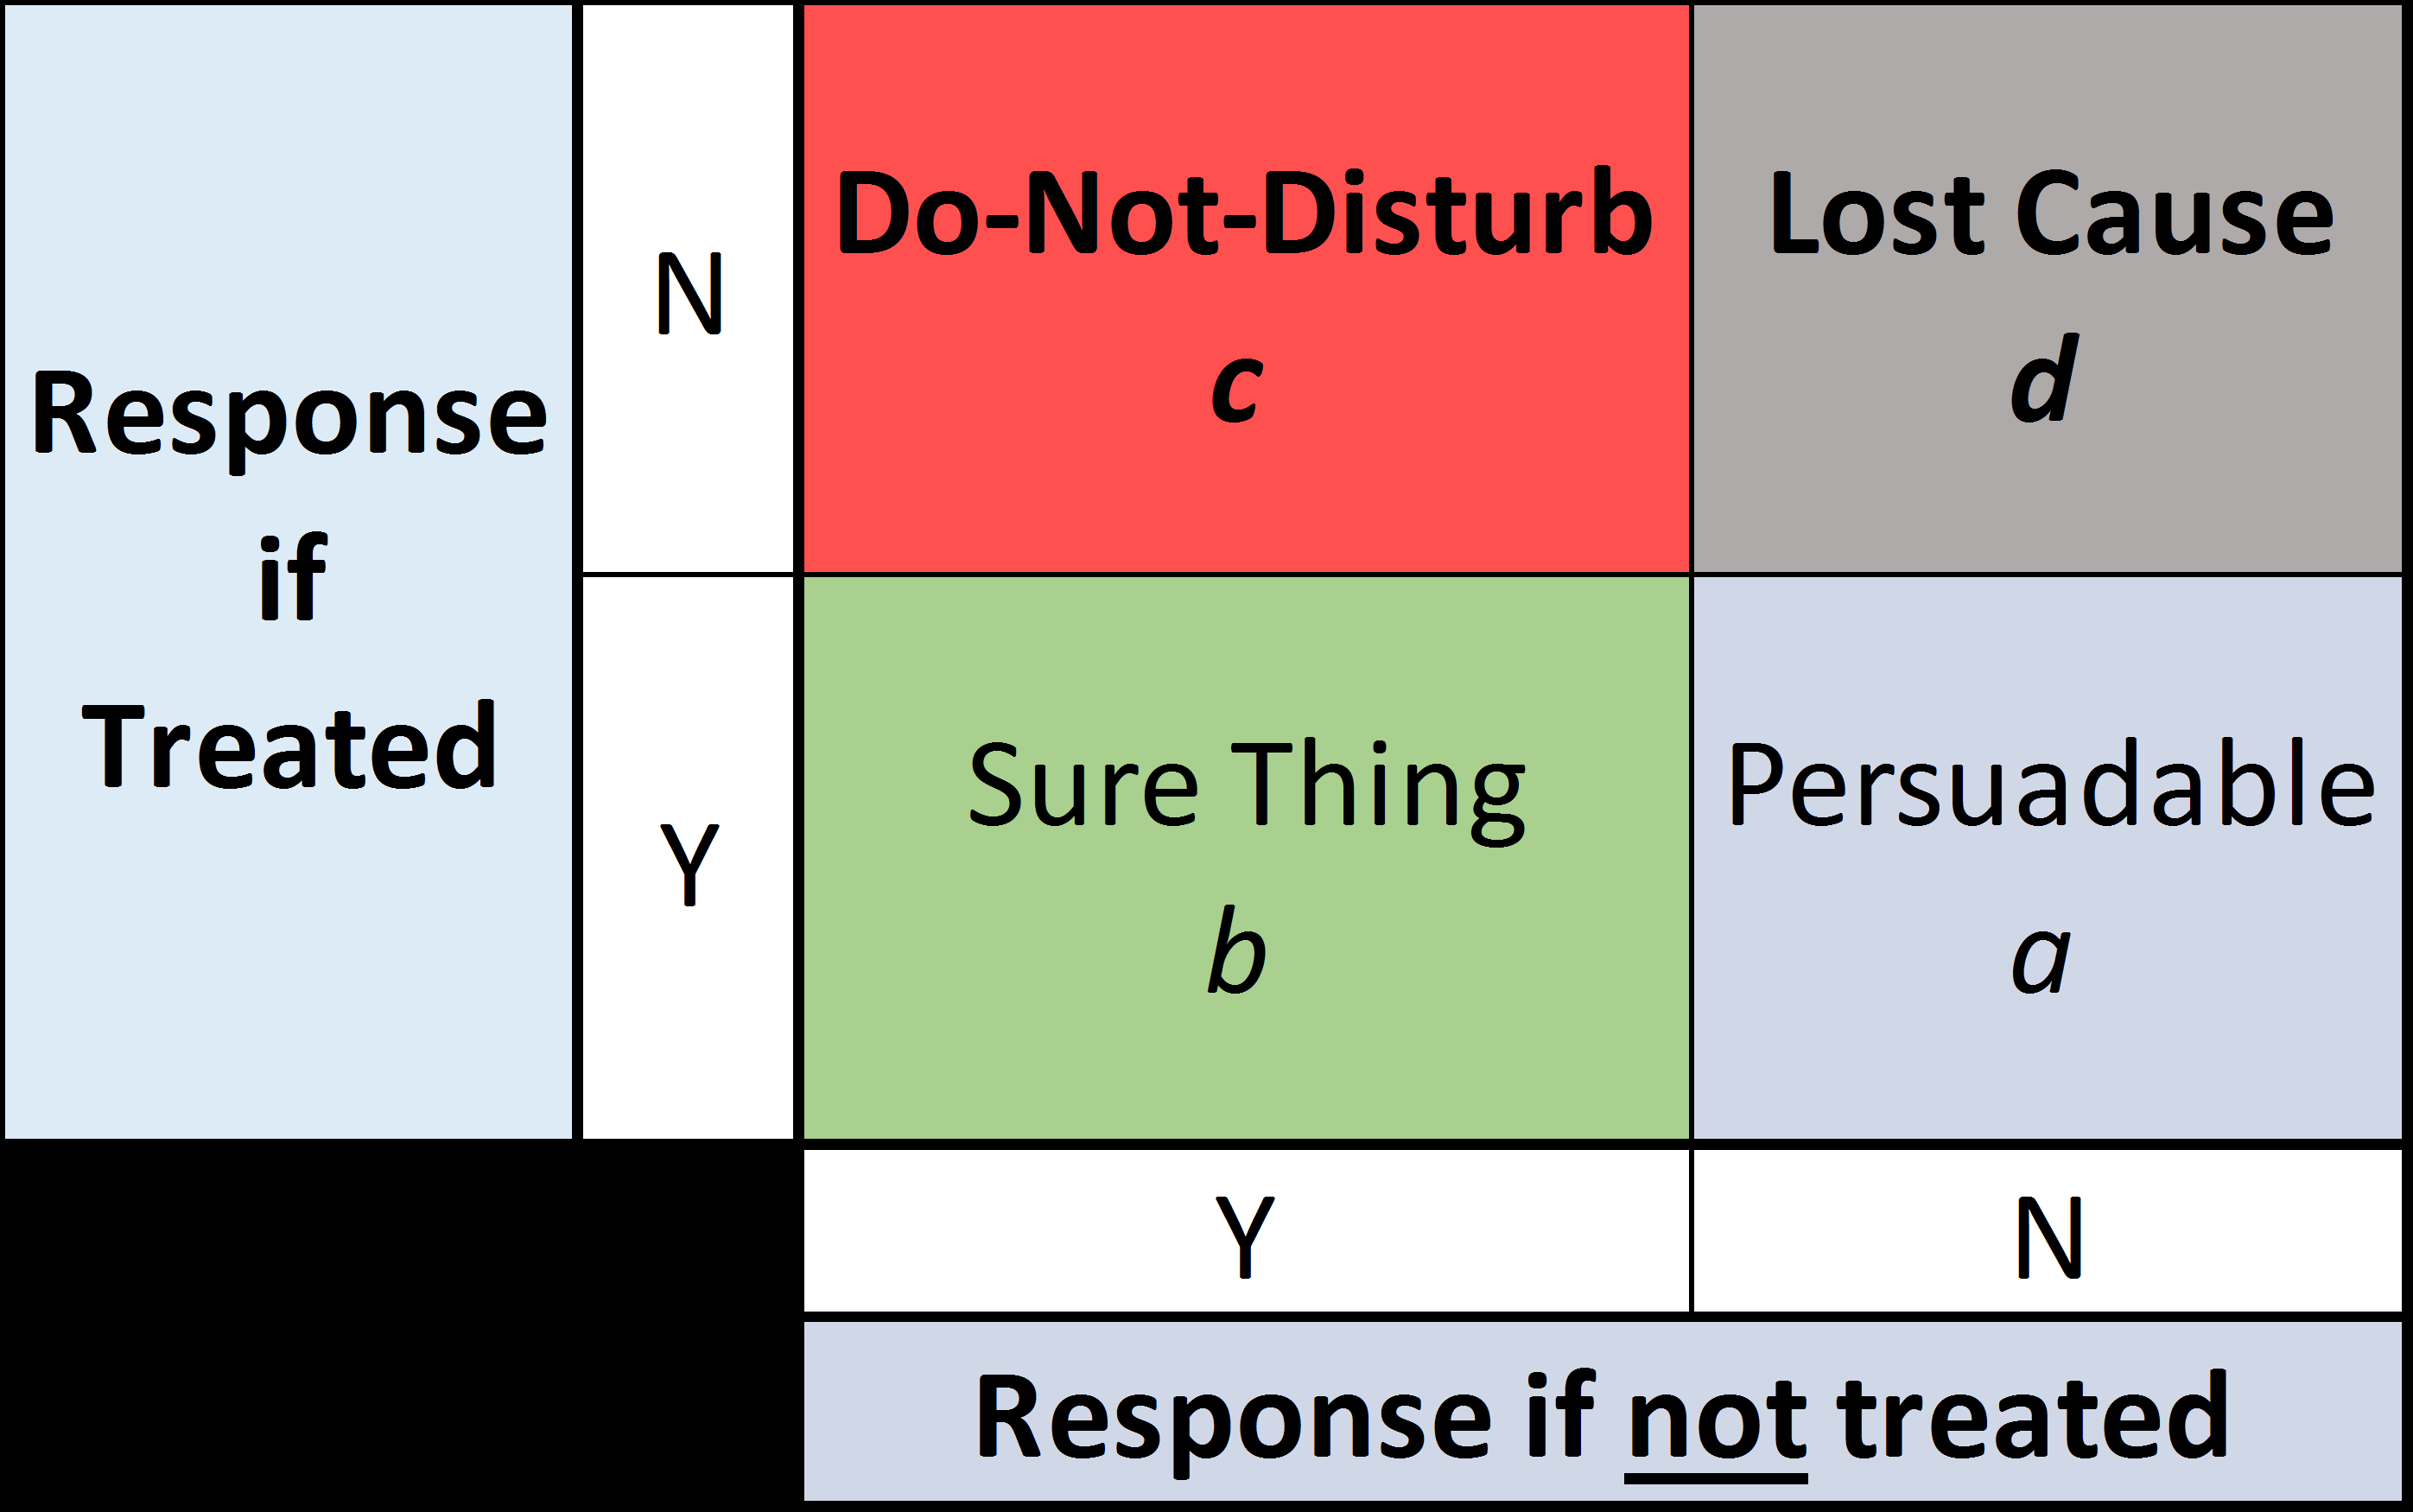 Response
if
Treated
N
Do-Not-Disturb
c
Lost Cause
d
Y
Sure Thing
b
Persuadable
a
Y
N
Response if not treated